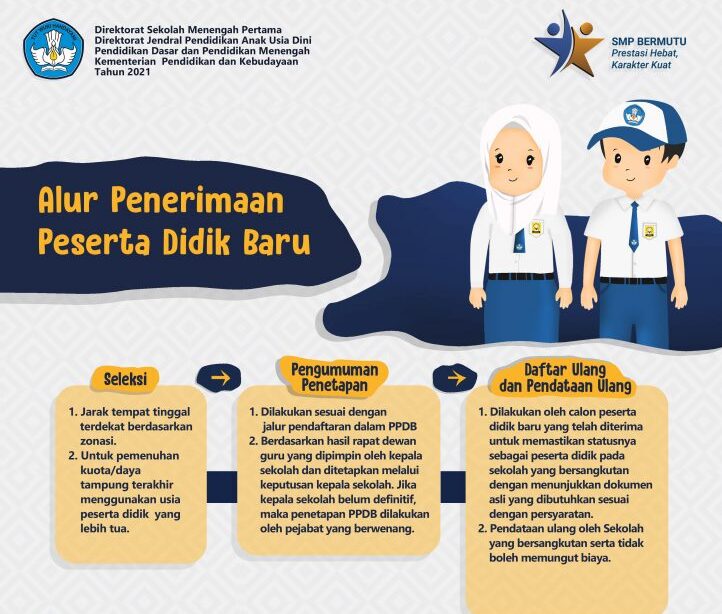 Direktorat Sekolah Menengah Pertama
Direktorat Jendral Pendidikan Anak Usia Dini
Pendidikan Dasar dan Pendidikan Menengah
Kementerian Pendidikan dan Kebudayaan
Tahun 2021
TUT WURI HANDAYANI
SMP BERMUTU
Prestasi Hebat,
Karakter Kuat
Alur Penerimaan
Peserta Didik Baru
Seleksi
1. Jarak tempat tinggal
terdekat berdasarkan
zonasi.
2. Untuk pemenuhan
kuota/daya
tampung terakhir
menggunakan usia
peserta didik yang
lebih tua.
Pengumuman
Penetapan
1. Dilakukan sesuai dengan
jalur pendaftaran dalam PPDB
2. Berdasarkan hasil rapat dewan
guru yang dipimpin oleh kepala
sekolah dan ditetapkan melalui
keputusan kepala sekolah. Jika
kepala sekolah belum definitif,
maka penetapan PPDB dilakukan
oleh pejabat yang berwenang.
Daftar Ulang
dan Pendataan Ulang
1. Dilakukan oleh calon peserta
didik baru yang telah diterima
untuk memastikan statusnya
sebagai peserta didik pada
sekolah yang bersangkutan
dengan menunjukkan dokumen
asli yang dibutuhkan sesuai
dengan persyaratan.
2. Pendataan ulang oleh Sekolah
yang bersangkutan serta tidak
boleh memungut biaya.